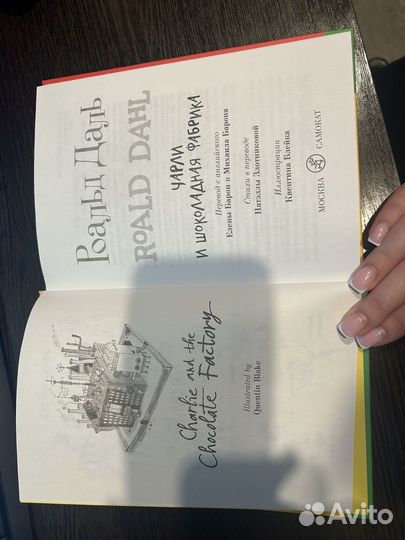 Роальд Даль
ROALD DAHL
ЧАРЛИ
И ШОКОЛАДНАЯ ФАБРИКА
Перевод с английского
Елены Барон и Михаила Барона
Стихи в переводе
Наталии Злотниковой
Иллюстрации
Квентина Блейка
МОСКВА САМОКАТ
Charlie and the
Chocolate Factory
Illustrated by
Quentin Blake
Avito